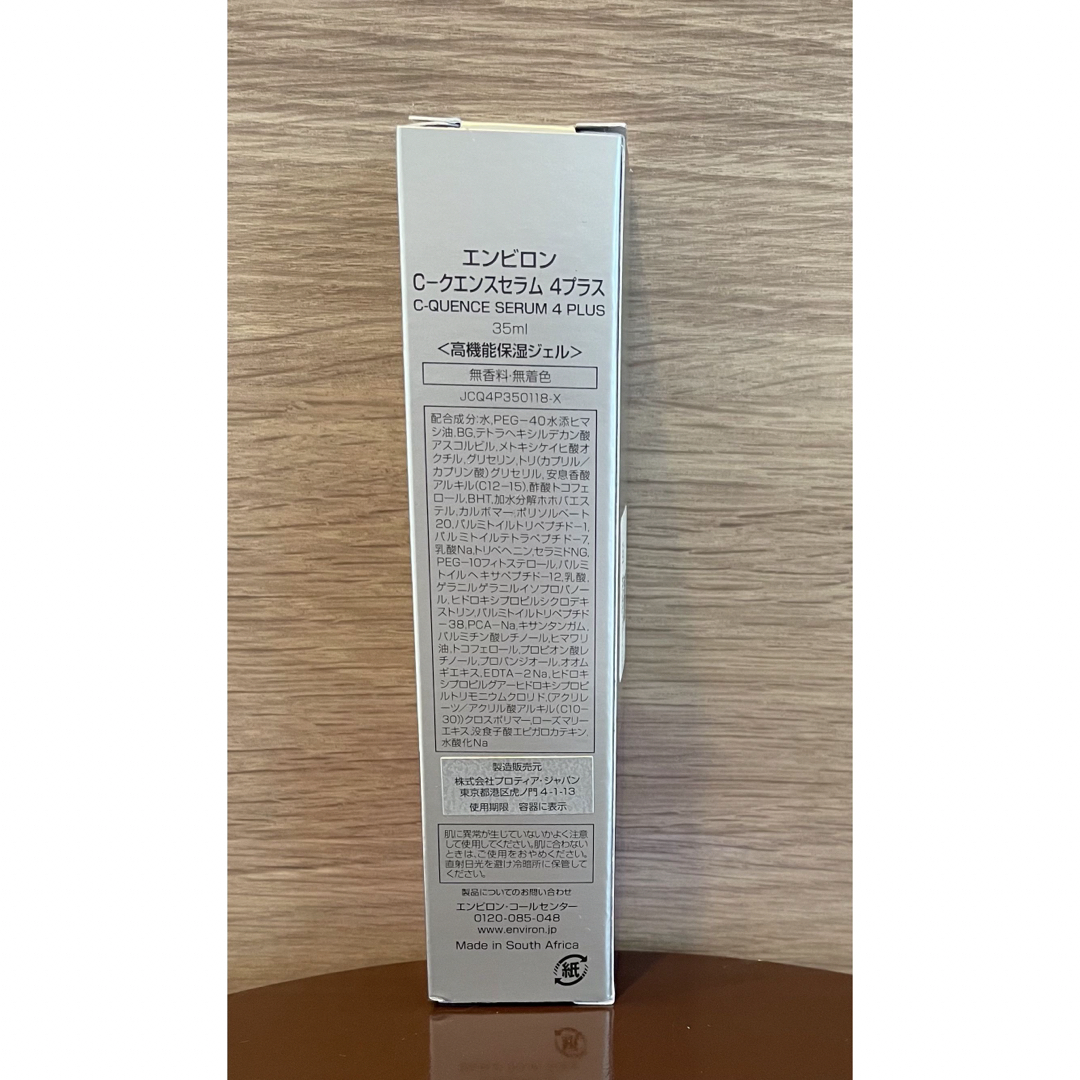 エンビロン
C-クエンスセラム 4プラス
C-QUENCE SERUM 4 PLUS
35ml
<高機能保湿ジェル>
無香料・無着色
JCQ4P350118-X
配合成分:水,PEG-40水添ヒマ
シ油,BG,テトラヘキシルデカン酸
アスコルビル,メトキシケイヒ酸オ
クチル,グリセリン,トリ(カプリル/
カプリン酸)グリセリル,安息香酸
アルキル(C12-15),酢酸トコフェ
ロール,BHT,加水分解ホホバエス
テル,カルボマー,ポリソルベート
20,パルミトイルトリペプチド-1,
パルミトイルテトラペプチド-7,
乳酸Na,トリベヘニン,セラミドNG,
PEG-10フィトステロール,パルミ
トイルヘキサペプチド-12,乳酸,
ゲラニルゲラニルイソプロパノー
ル,ヒドロキシプロピルシクロデキ
ストリン,パルミトイルトリペプチド
-38,PCA-Na,キサンタンガム,
パルミチン酸レチノール,ヒマワリ
油,トコフェロール,プロピオン酸レ
チノール,プロパンジオール,オオム
ギエキス,EDTA-2Na,ヒドロキ
シプロピルグアーヒドロキシプロピ
ルトリモニウムクロリド,(アクリレ
ーツ/アクリル酸アルキル(C10-
30))クロスポリマー,ローズマリー
エキス,没食子酸エピガロカテキン,
水酸化Na
製造販売元
株式会社プロティア・ジャパン
東京都港区虎ノ門4-1-13
使用期限 容器に表示
肌に異常が生じていないかよく注意
して使用してください。肌に合わない
ときは、ご使用をおやめください。
直射日光を避け冷暗所に保管して
ください。
製品についてのお問い合わせ
エンビロン・コールセンター
0120-085-048
www.environ.jp
Made in South Africa
紙